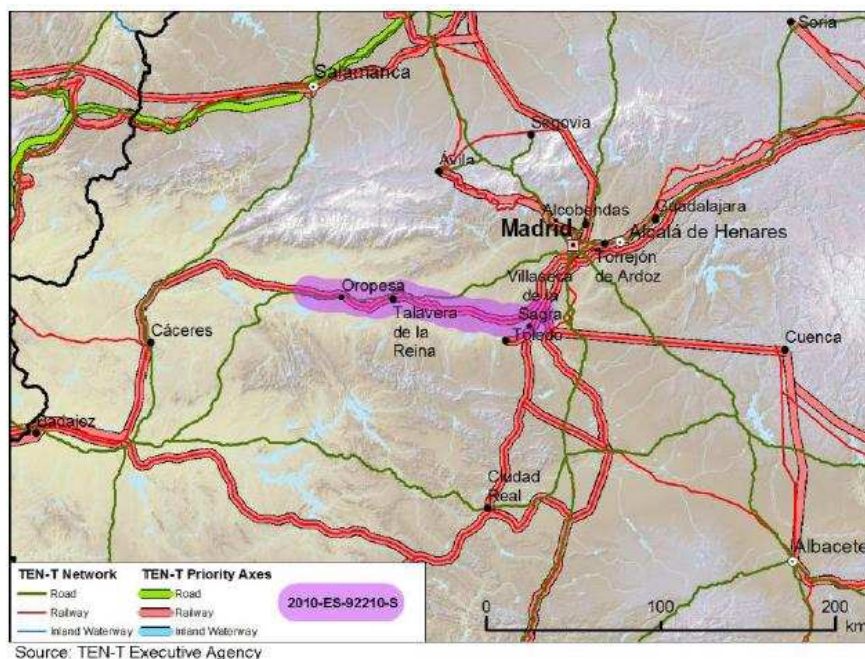 Soria
Salamanca
Segovia
Ávila
Alcobendas
Guadalajara
Madrid
Alcalá de Henares
Torrejón
de Ardoz
Villaseca
de la
Sagra
Oropesa
Talavera
de la
Reina
Toledo
Cáceres
Cuenca
Badajoz
Ciudad
Real
Albacete
TEN-T Network
TEN-T Priority Axes
Road
Road
Railway
Railway
Inland Waterway
Inland Waterway
2010-ES-92210-S
0 100 200
km
Source: TEN-T Executive Agency